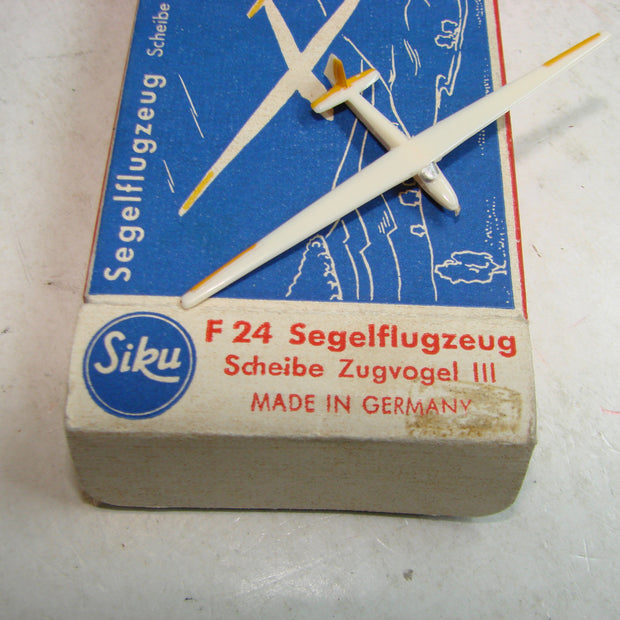 Segelflugzeug Scheibe
Siku
F 24 Segelflugzeug
Scheibe Zugvogel III
MADE IN GERMANY